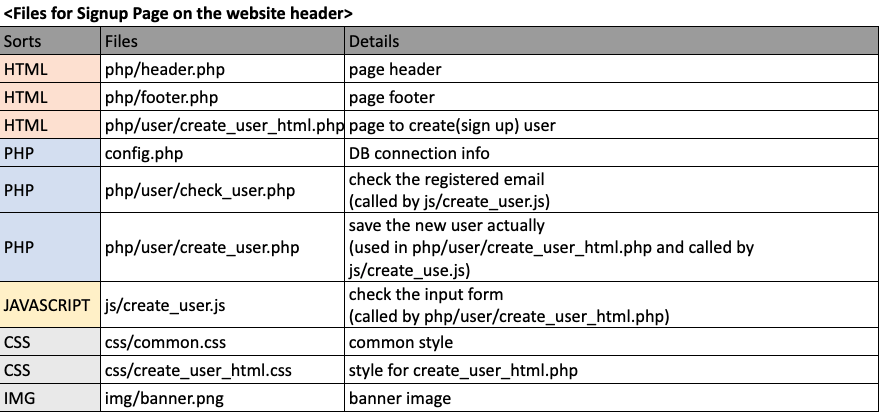 <Files for Signup Page on the website header>
Sorts Files Details
HTML php/header.php page header
HTML php/footer.php page footer
HTML php/user/create_user_html.php page to create(sign up) user
PHP config.php DB connection info
PHP php/user/check_user.php check the registered email
(called by js/create_user.js)
PHP php/user/create_user.php save the new user actually
(used in php/user/create_user_html.php and called by
js/create_use.js)
JAVASCRIPT js/create_user.js check the input form
(called by php/user/create_user_html.php)
CSS css/common.css common style
CSS css/create_user_html.css style for create_user_html.php
IMG img/banner.png banner image